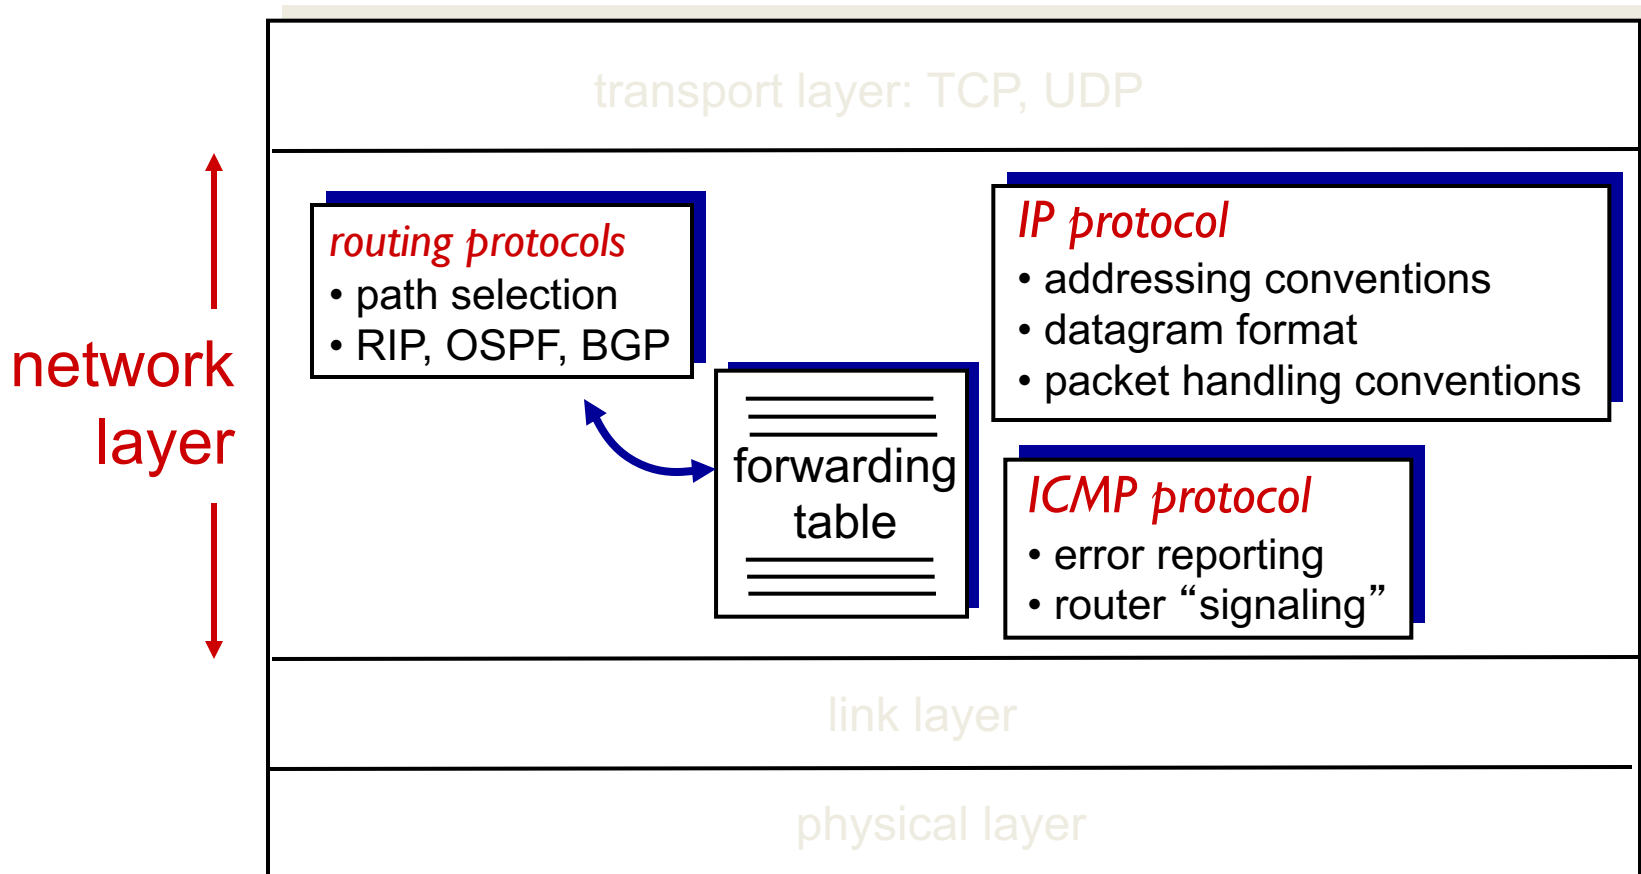 transport layer: TCP, UDP
network
layer
routing protocols
• path selection
• RIP, OSPF, BGP
forwarding
table
IP protocol
• addressing conventions
• datagram format
• packet handling conventions
ICMP protocol
• error reporting
• router “signaling”
link layer
physical layer